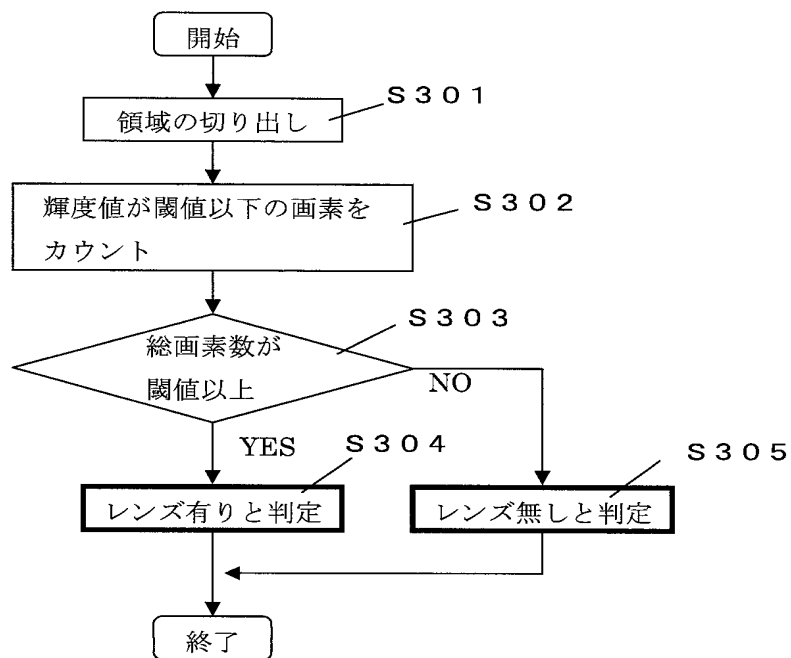 開始
S301
領域の切り出し
S302
輝度値が閾値以下の画素を
カウント
S303
総画素数が
閾値以上
NO
YES
S304
S305
レンズ有りと判定
レンズ無しと判定
終了